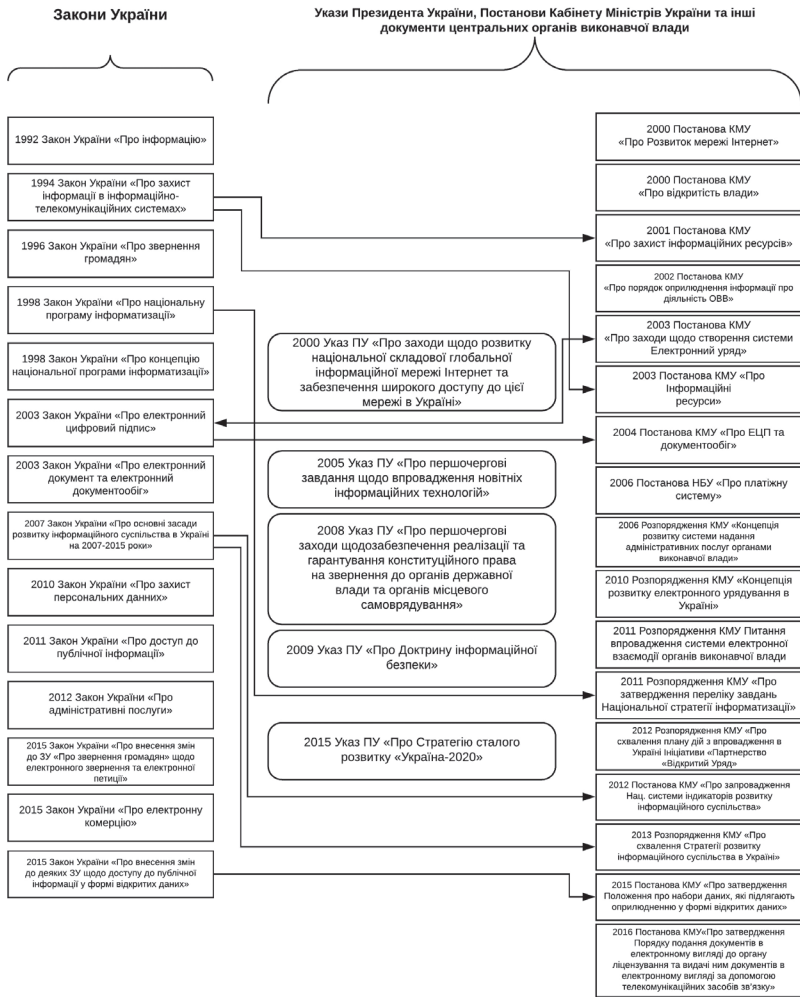 Закони України
Укази Президента України, Постанови Кабінету Міністрів України та інші
документи центральних органів виконавчої влади
1992 Закон України «Про інформацію»
1994 Закон України «Про захист
інформації в інформаційно-
телекомунікаційних системах»
1996 Закон України «Про звернення
громадян»
1998 Закон України «Про національну
програму інформатизації»
1998 Закон України «Про концепцію
національної програми інформатизації»
2003 Закон України «Про електронний
цифровий підпис»
2003 Закон України «Про електронний
документ та електронний
документообіг»
2007 Закон України «Про основні засади
розвитку інформаційного суспільства в Україні
на 2007-2015 роки»
2010 Закон України «Про захист
персональних данних»
2011 Закон України «Про доступ до
публічної інформації»
2012 Закон України «Про
адміністративні послуги»
2015 Закон України «Про внесення змін
до ЗУ «Про звернення громадян» щодо
електронного звернення та електронної
петиції»
2015 Закон України «Про електронну
комерцію»
2015 Закон України «Про внесення змін
до деяких ЗУ щодо доступу до публічної
інформації у формі відкритих даних»
2000 Указ ПУ «Про заходи щодо розвитку
національної складової глобальної
інформаційної мережі Інтернет та
забезпечення широкого доступу до цієї
мережі в Україні»
2005 Указ ПУ «Про першочергові
завдання щодо впровадження новітніх
інформаційних технологій»
2008 Указ ПУ «Про першочергові
заходи щодозабезпечення реалізації та
гарантування конституційного права
на звернення до органів державної
влади та органів місцевого
самоврядування»
2009 Указ ПУ «Про Доктрину інформаційної
безпеки»
2015 Указ ПУ «Про Стратегію сталого
розвитку «Україна-2020»
2000 Постанова КМУ
«Про Розвиток мережі Інтернет»
2000 Постанова КМУ
«Про відкритість влади»
2001 Постанова КМУ
«Про захист інформаційних ресурсів»
2002 Постанова КМУ
«Про порядок оприлюднення інформації про
діяльність ОВВ»
2003 Постанова КМУ
«Про заходи щодо створення системи
Електронний уряд»
2003 Постанова КМУ «Про
Інформаційні
ресурси»
2004 Постанова КМУ «Про ЕЦП та
документообіг»
2006 Постанова НБУ «Про платіжну
систему»
2006 Розпорядження КМУ «Концепція
розвитку системи надання
адміністративних послуг органами
виконавчої влади»
2010 Розпорядження КМУ «Концепція
розвитку електронного урядування в
Україні»
2011 Розпорядження КМУ Питання
впровадження системи електронної
взаємодії органів виконавчої влади
2011 Розпорядження КМУ «Про
затвердження переліку завдань
Національної стратегії інформатизації»
2012 Розпорядження КМУ «Про
схвалення плану дій з впровадження в
Україні Ініціативи «Партнерство
«Відкритий Уряд»
2012 Постанова КМУ «Про запровадження
Нац. системи індикаторів розвитку
інформаційного суспільства»
2013 Розпорядження КМУ «Про
схвалення Стратегії розвитку
інформаційного суспільства в Україні»
2015 Постанова КМУ «Про затвердження
Положення про набори даних, які підлягають
оприлюдненню у формі відкритих даних»
2016 Постанова КМУ«Про затвердження
Порядку подання документів в
електронному вигляді до органу
ліцензування та видачі ним документів в
електронному вигляді за допомогою
телекомунікаційних засобів зв'язку»